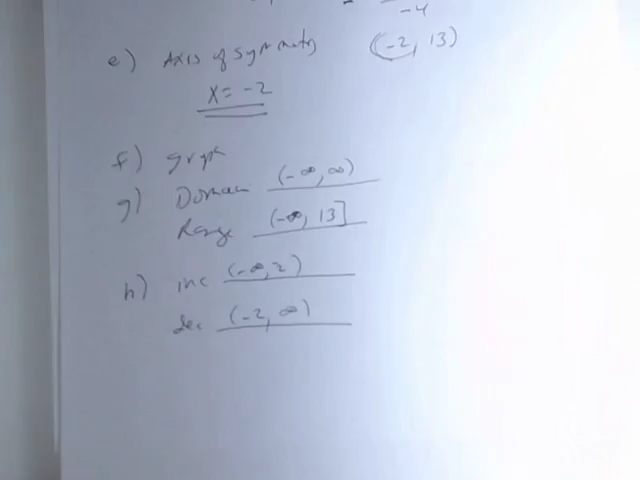 -4
e) Axis of Symmetry (-2, 13)
x = -2
f) graph
g) Domain (-∞, ∞)
Range (-∞, 13]
h) inc (-∞, 2)
dec (-2, ∞)